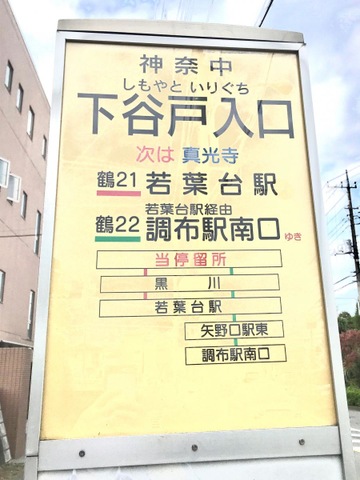 神奈中
しもやと いりぐち
下谷戸入口
次は 真光寺
鶴21 若葉台駅
若葉台駅経由
鶴22 調布駅南口 ゆき
当停留所
黒川
若葉台駅
矢野口駅東
調布駅南口